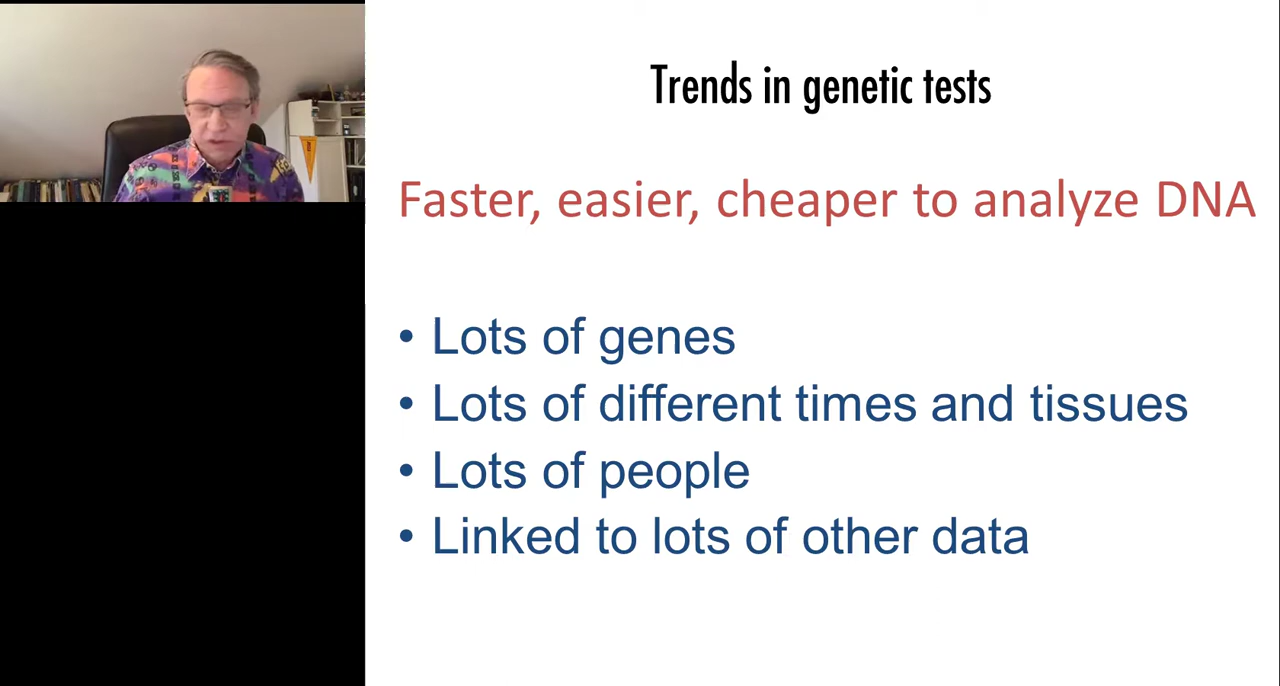 Trends in genetic tests
Faster, easier, cheaper to analyze DNA
• Lots of genes
• Lots of different times and tissues
• Lots of people
• Linked to lots of other data